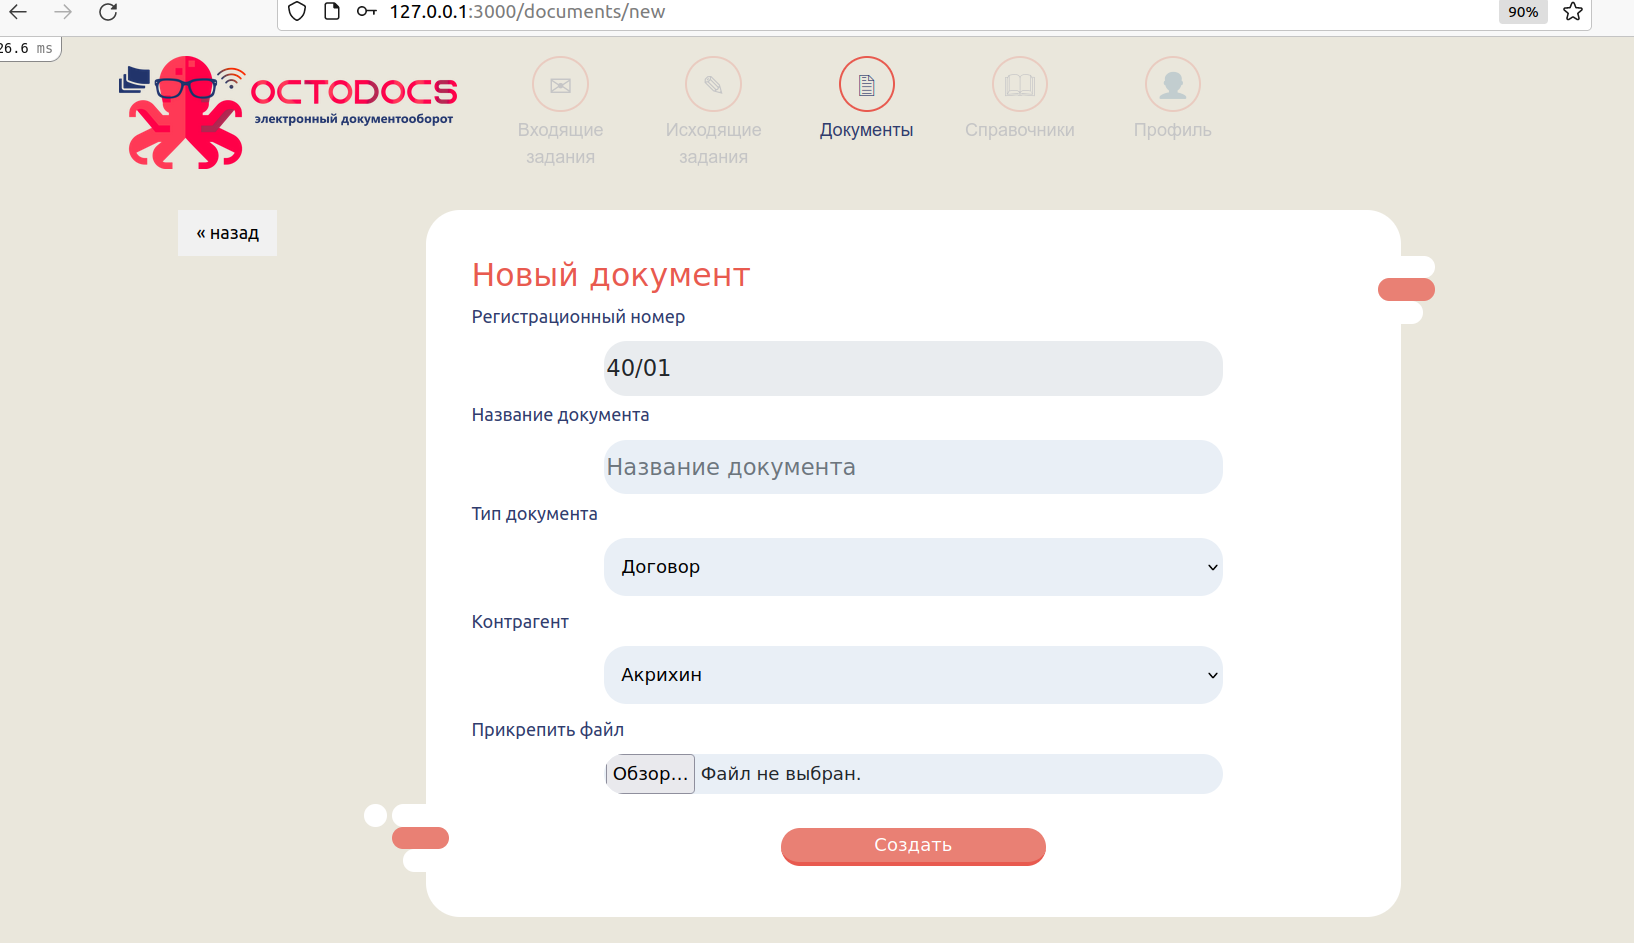 127.0.0.1:3000/documents/new
90%
26.6 ms
OCTODOCS
электронный документооборот
Входящие
задания
Исходящие
задания
Документы
Справочники
Профиль
« назад
Новый документ
Регистрационный номер
40/01
Название документа
Название документа
Тип документа
Договор
Контрагент
Акрихин
Прикрепить файл
Обзор... Файл не выбран.
Создать